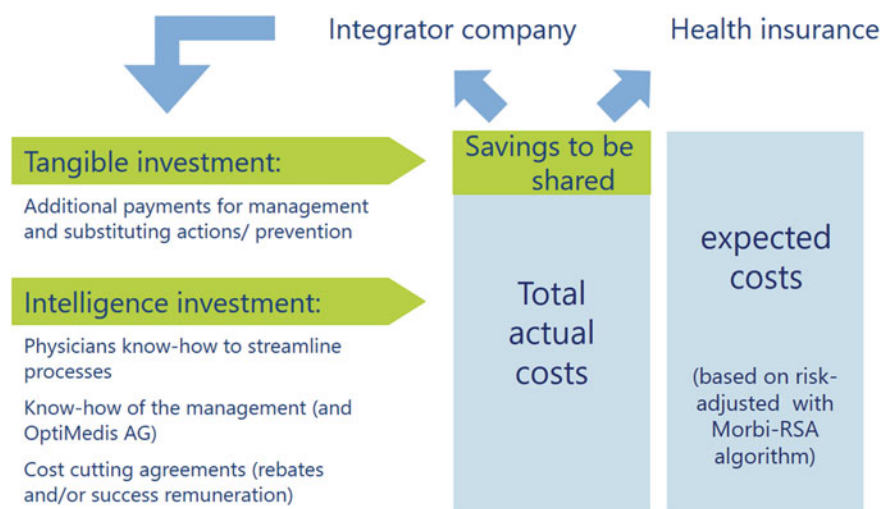 Integrator company
Health insurance
Tangible investment:
Additional payments for management
and substituting actions/ prevention
Intelligence investment:
Physicians know-how to streamline
processes
Know-how of the management (and
OptiMedis AG)
Cost cutting agreements (rebates
and/or success remuneration)
Savings to be
shared
Total
actual
costs
expected
costs
(based on risk-
adjusted with
Morbi-RSA
algorithm)